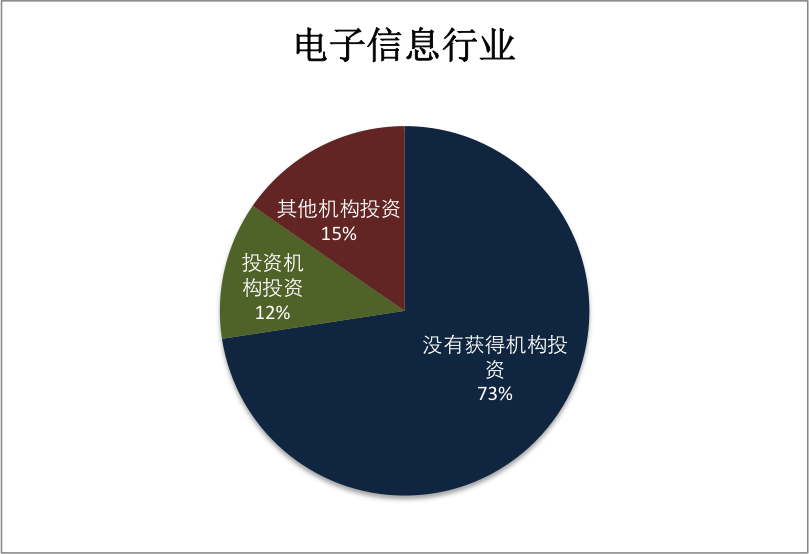 电子信息行业
其他机构投资
15%
投资机
构投资
12%
没有获得机构投
资
73%